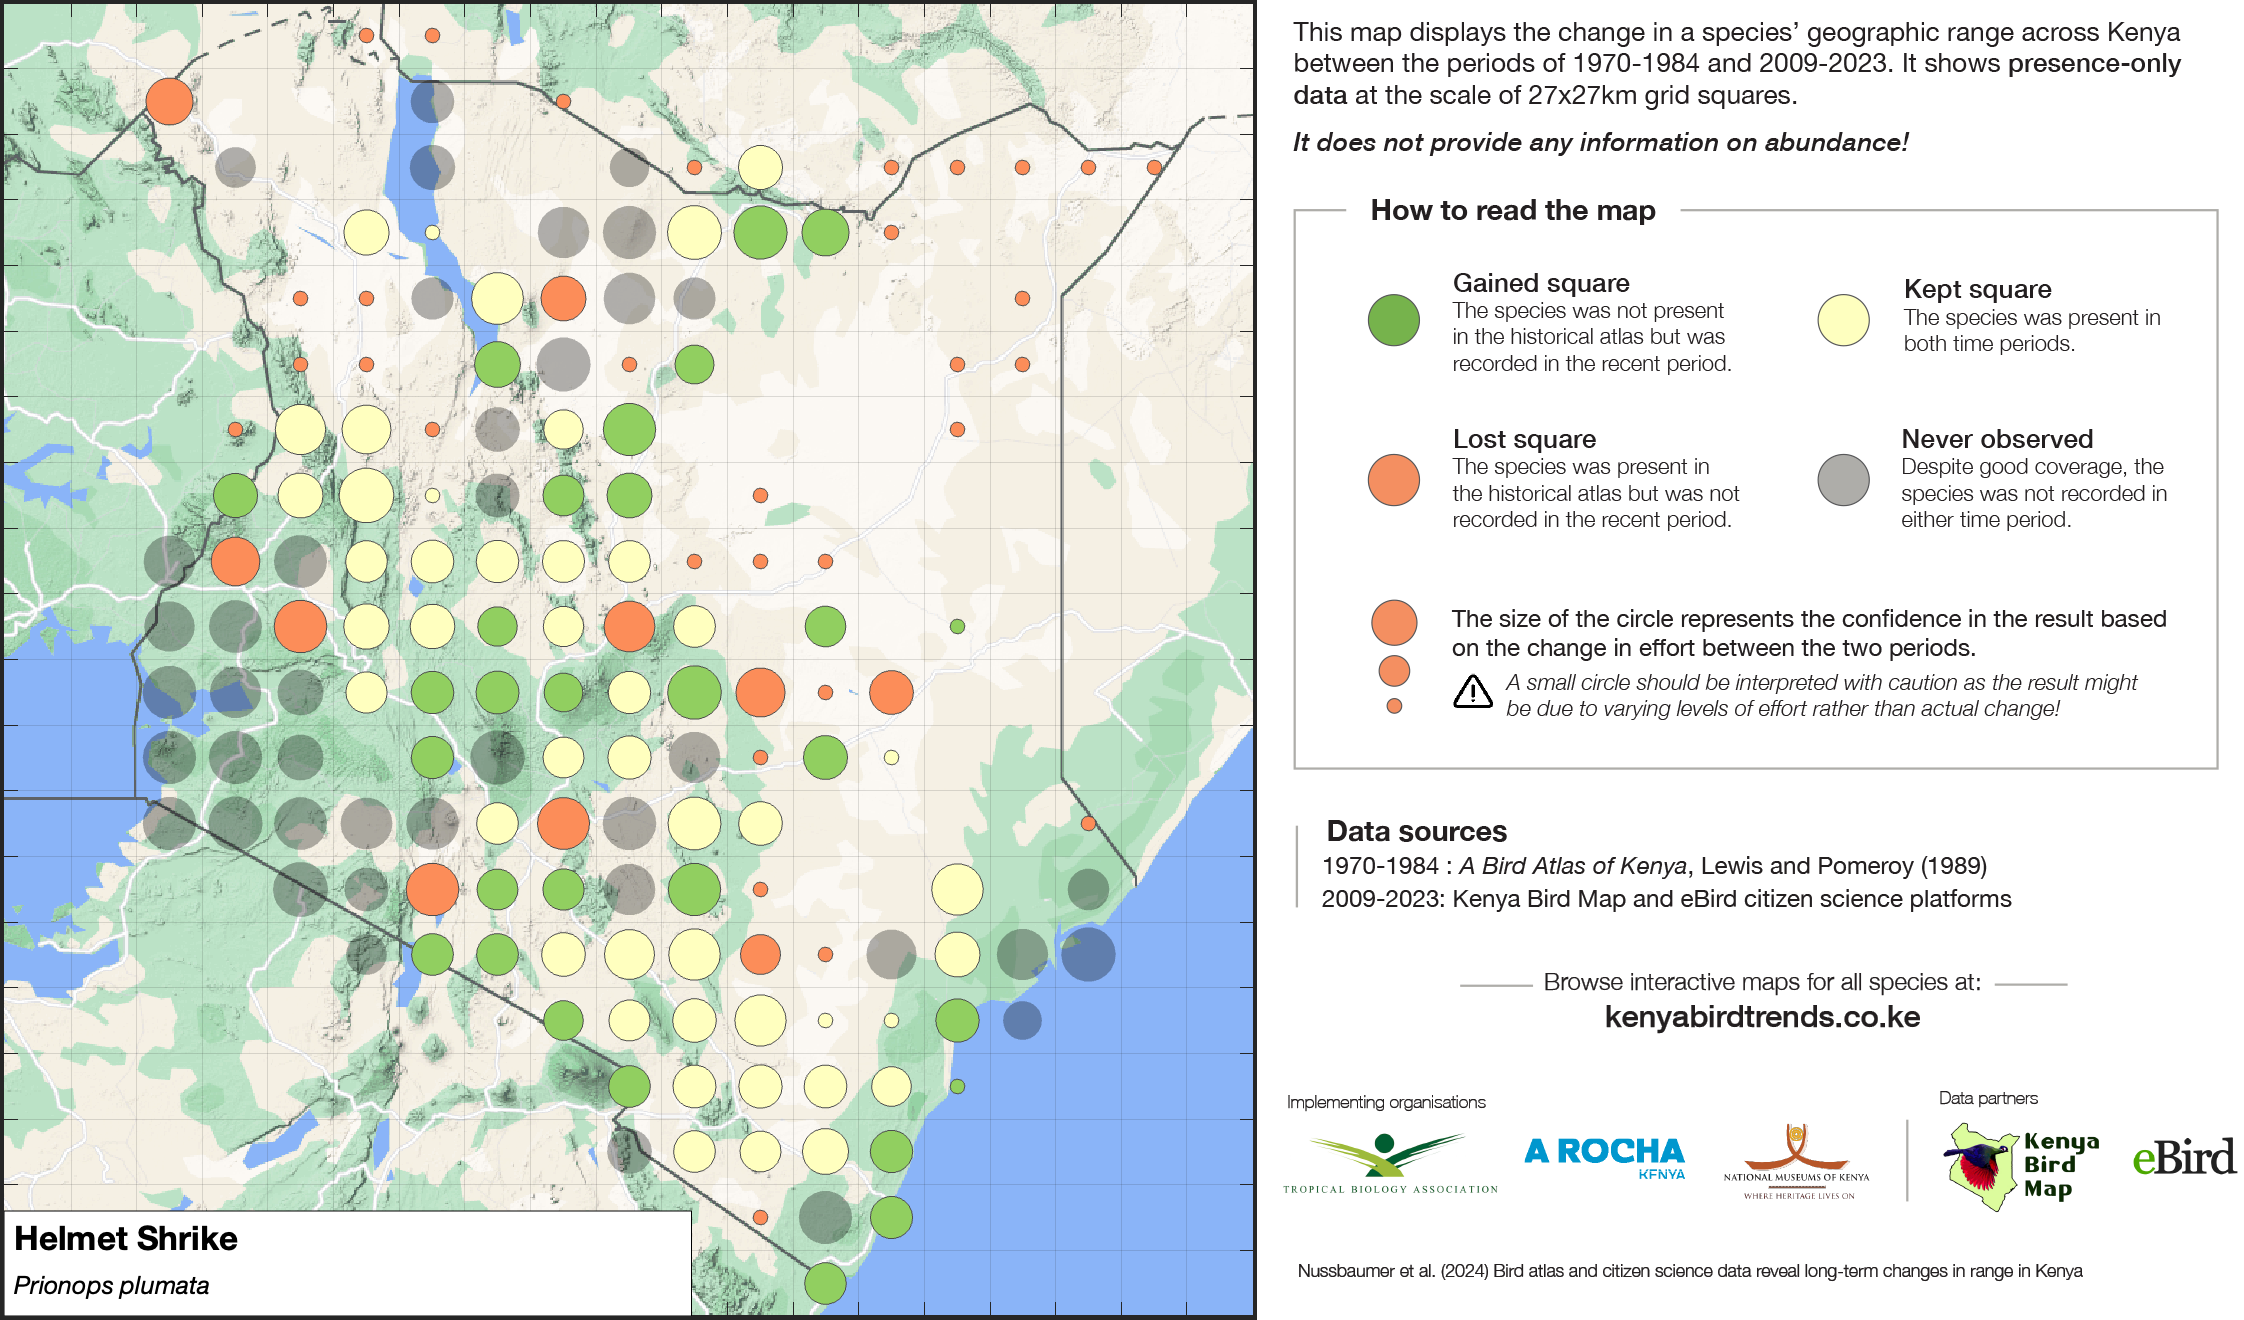 This map displays the change in a species’ geographic range across Kenya
between the periods of 1970-1984 and 2009-2023. It shows presence-only
data at the scale of 27x27km grid squares.
It does not provide any information on abundance!
How to read the map
Gained square
The species was not present
in the historical atlas but was
recorded in the recent period.
Kept square
The species was present in
both time periods.
Lost square
The species was present in
the historical atlas but was not
recorded in the recent period.
Never observed
Despite good coverage, the
species was not recorded in
either time period.
The size of the circle represents the confidence in the result based
on the change in effort between the two periods.
A small circle should be interpreted with caution as the result might
be due to varying levels of effort rather than actual change!
Data sources
1970-1984 : A Bird Atlas of Kenya, Lewis and Pomeroy (1989)
2009-2023: Kenya Bird Map and eBird citizen science platforms
Browse interactive maps for all species at:
kenyabirdtrends.co.ke
Implementing organisations
Data partners
TROPICAL BIOLOGY ASSOCIATION
A ROCHA
KENYA
NATIONAL MUSEUMS OF KENYA
WHERE HERITAGE LIVES ON
Kenya
Bird
Map
eBird
Helmet Shrike
Prionops plumata
Nussbaumer et al. (2024) Bird atlas and citizen science data reveal long-term changes in range in Kenya